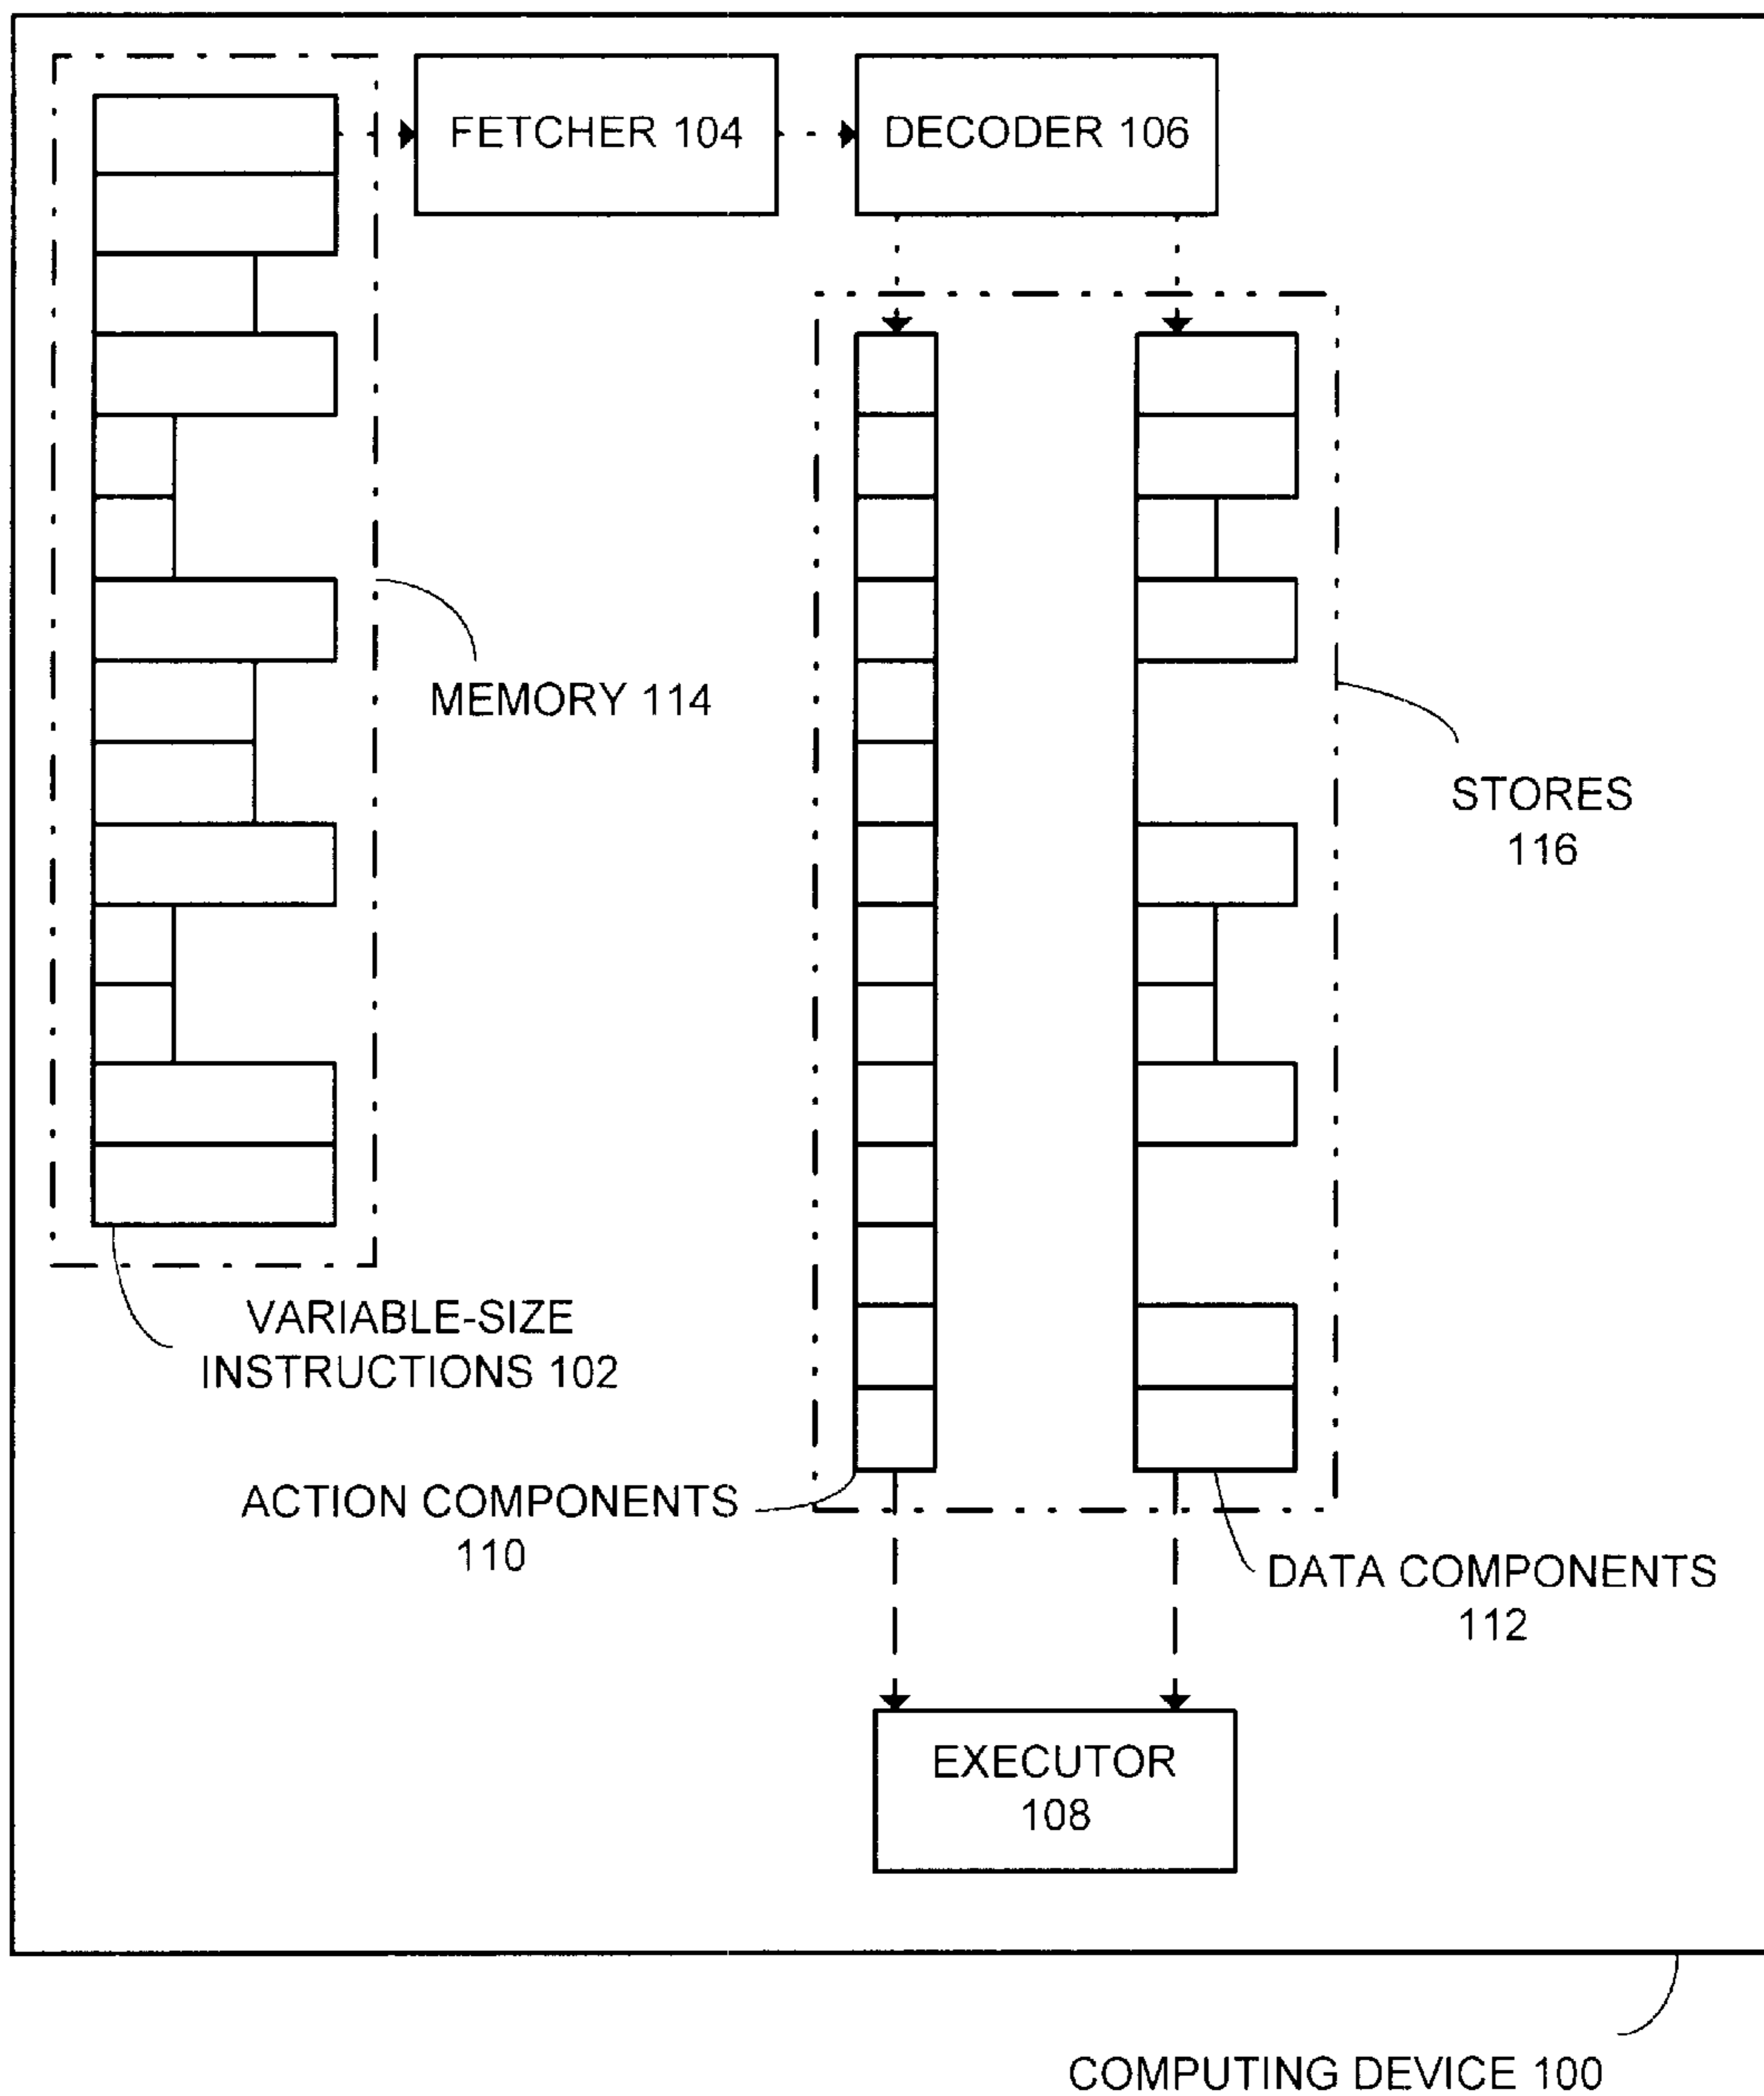 FETCHER 104
DECODER 106
MEMORY 114
STORES
116
VARIABLE-SIZE
INSTRUCTIONS 102
ACTION COMPONENTS
110
DATA COMPONENTS
112
EXECUTOR
108
COMPUTING DEVICE 100